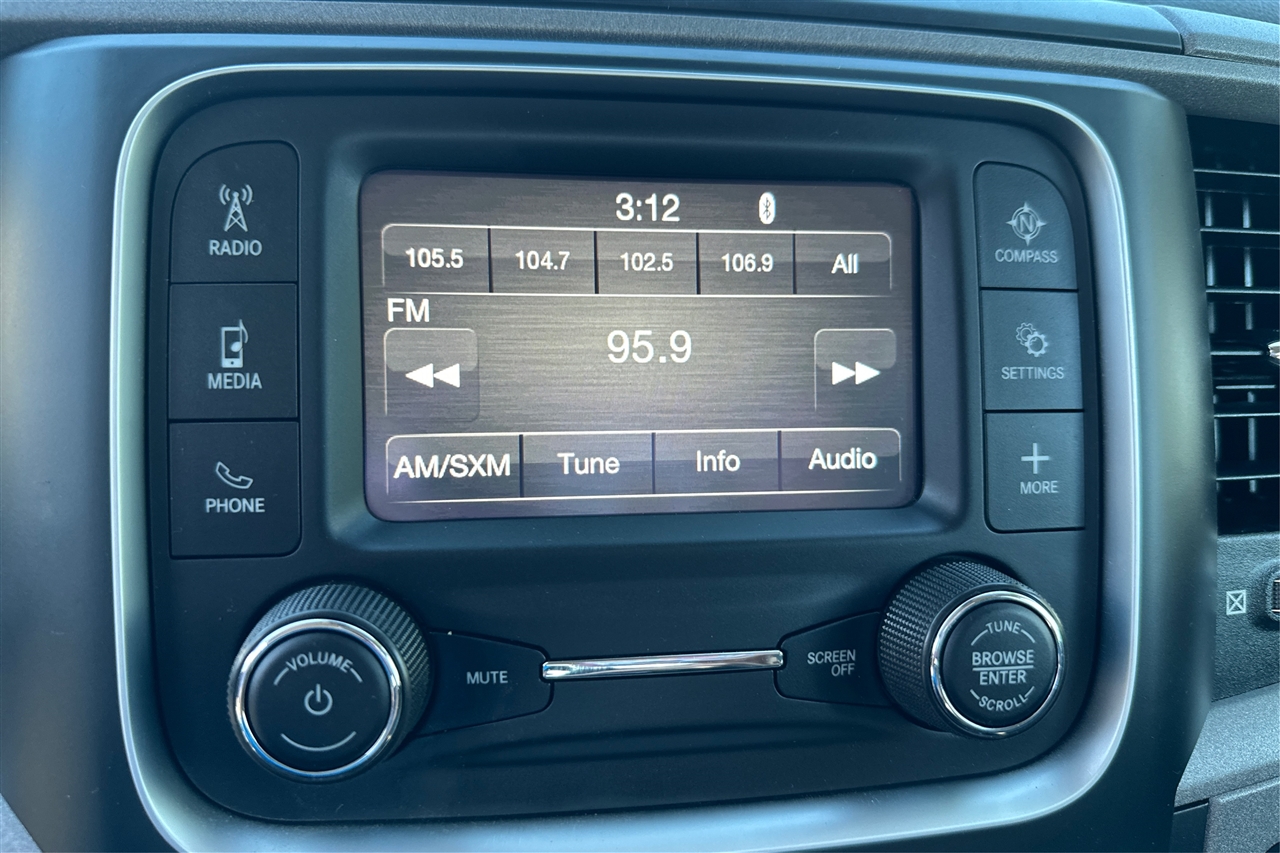 3:12
105.5 104.7 102.5 106.9 All
FM
95.9
AM/SXM Tune Info Audio
RADIO
MEDIA
PHONE
N
COMPASS
SETTINGS
MORE
VOLUME
MUTE
SCREEN
OFF
TUNE
BROWSE
ENTER
SCROLL